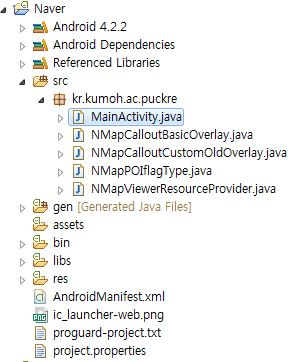 Naver
Android 4.2.2
Android Dependencies
Referenced Libraries
src
kr.kumoh.ac.puckre
MainActivity.java
NMapCalloutBasicOverlay.java
NMapCalloutCustomOldOverlay.java
NMapPOIflagType.java
NMapViewerResourceProvider.java
gen [Generated Java Files]
assets
bin
libs
res
AndroidManifest.xml
ic_launcher-web.png
proguard-project.txt
project.properties